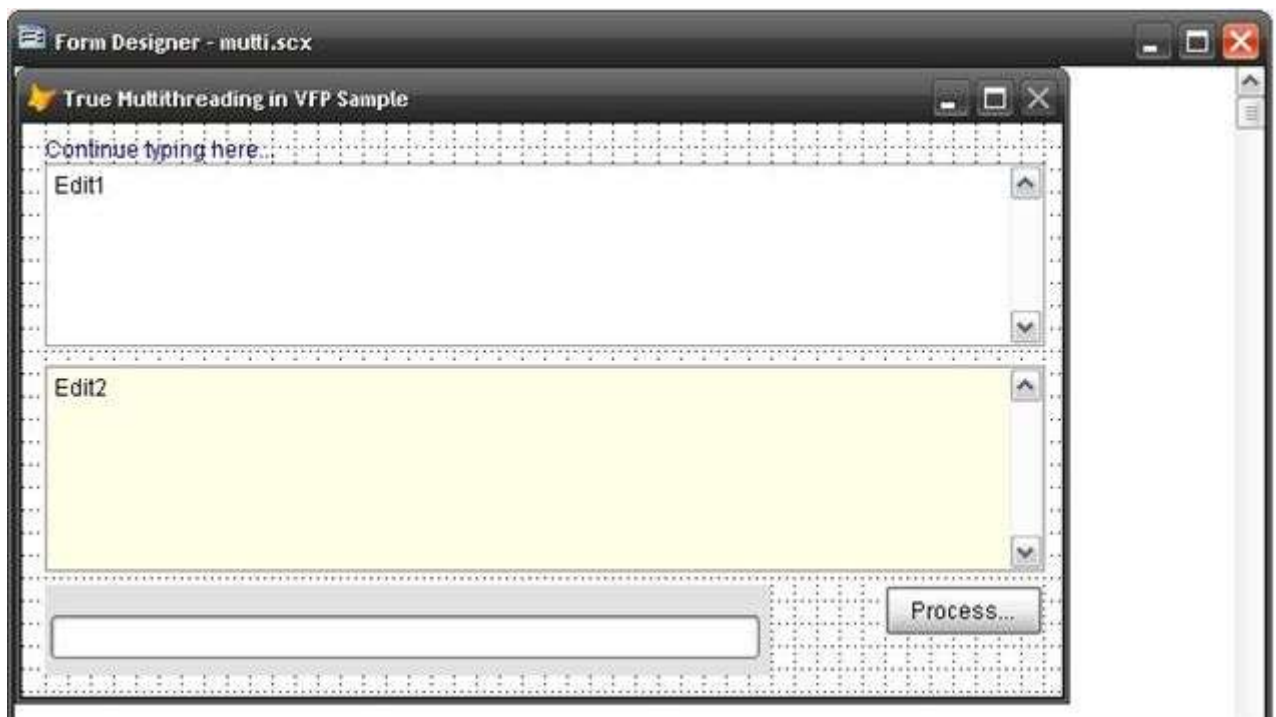 Form Designer - multi.scx
True Multithreading in VFP Sample
Continue typing here...
Edit1
Edit2
Process...